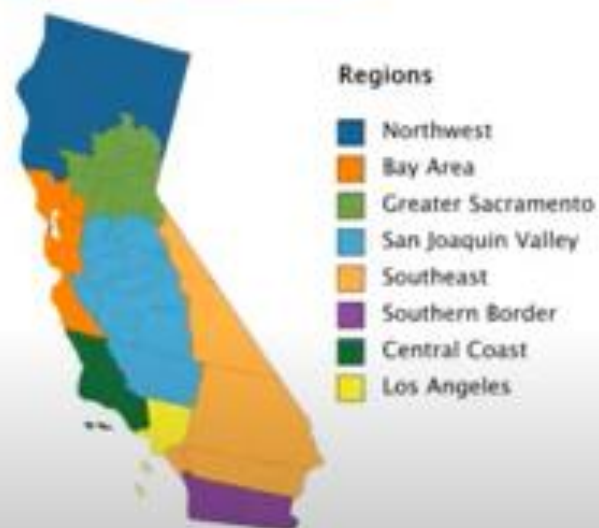 Regions
Northwest
Bay Area
Greater Sacramento
San Joaquin Valley
Southeast
Southern Border
Central Coast
Los Angeles